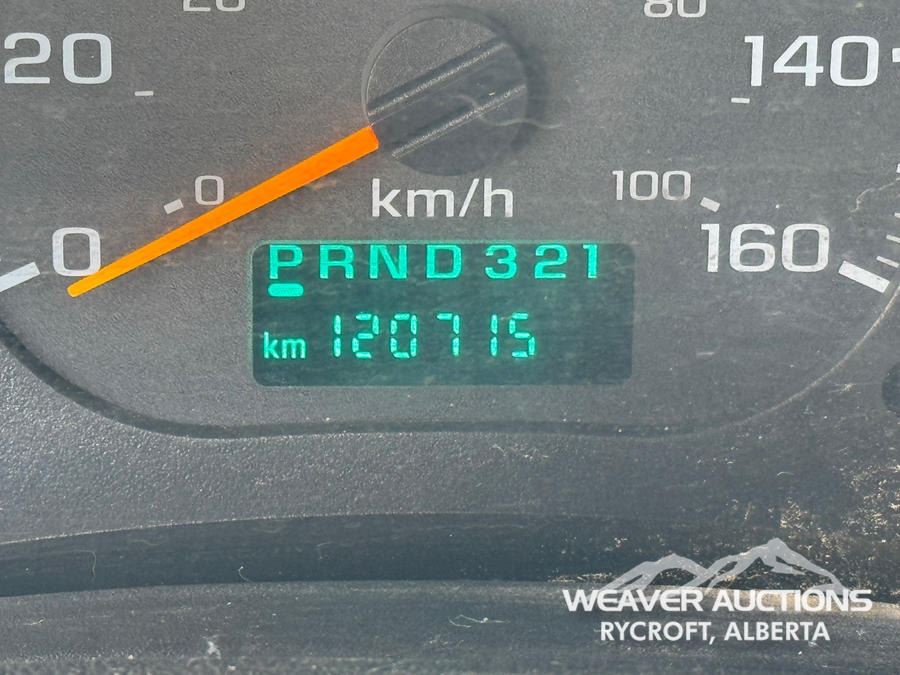 20 80
20 140
0 100
km/h
0 160
PRND321
km 120715
WEAVER AUCTIONS
RYCROFT, ALBERTA